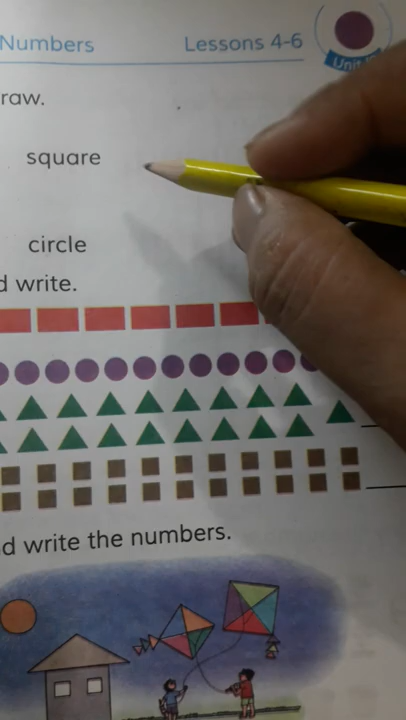 Numbers Lessons 4-6
Unit
raw.
square
circle
d write.
d write the numbers.